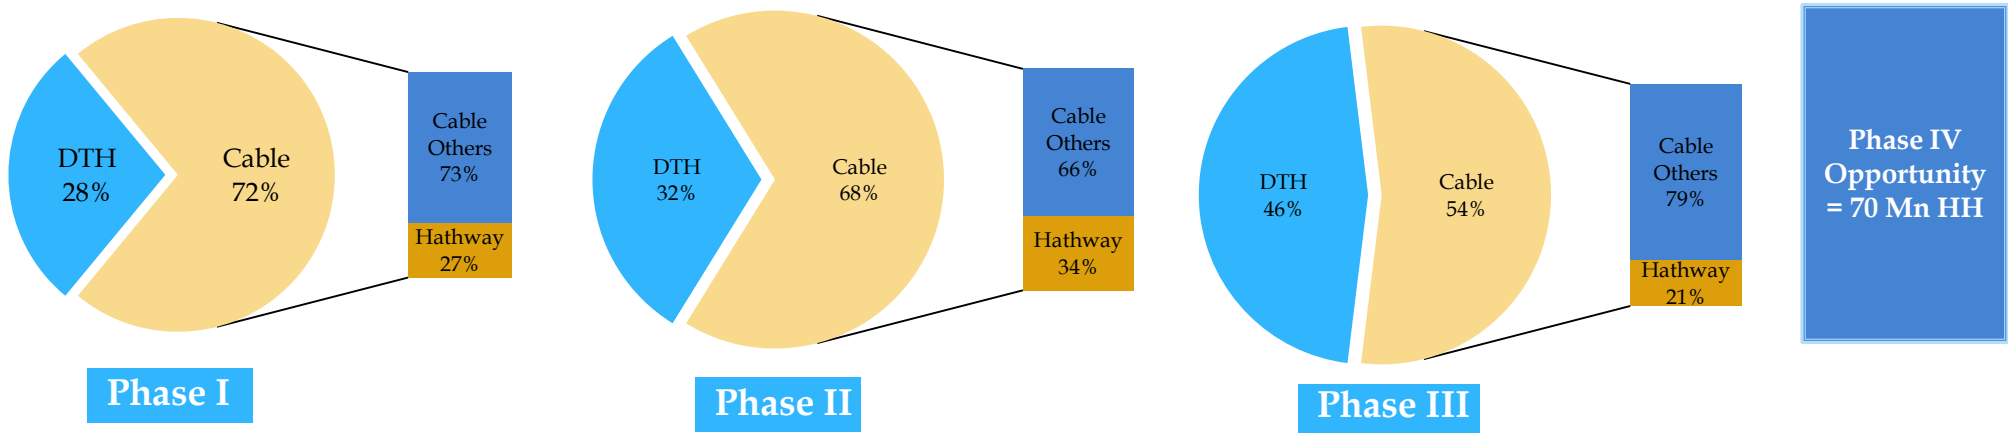 DTH
28%
Cable
72%
Cable
Others
73%
Hathway
27%
Phase I
DTH
32%
Cable
68%
Cable
Others
66%
Hathway
34%
Phase II
DTH
46%
Cable
54%
Cable
Others
79%
Hathway
21%
Phase III
Phase IV
Opportunity
= 70 Mn HH